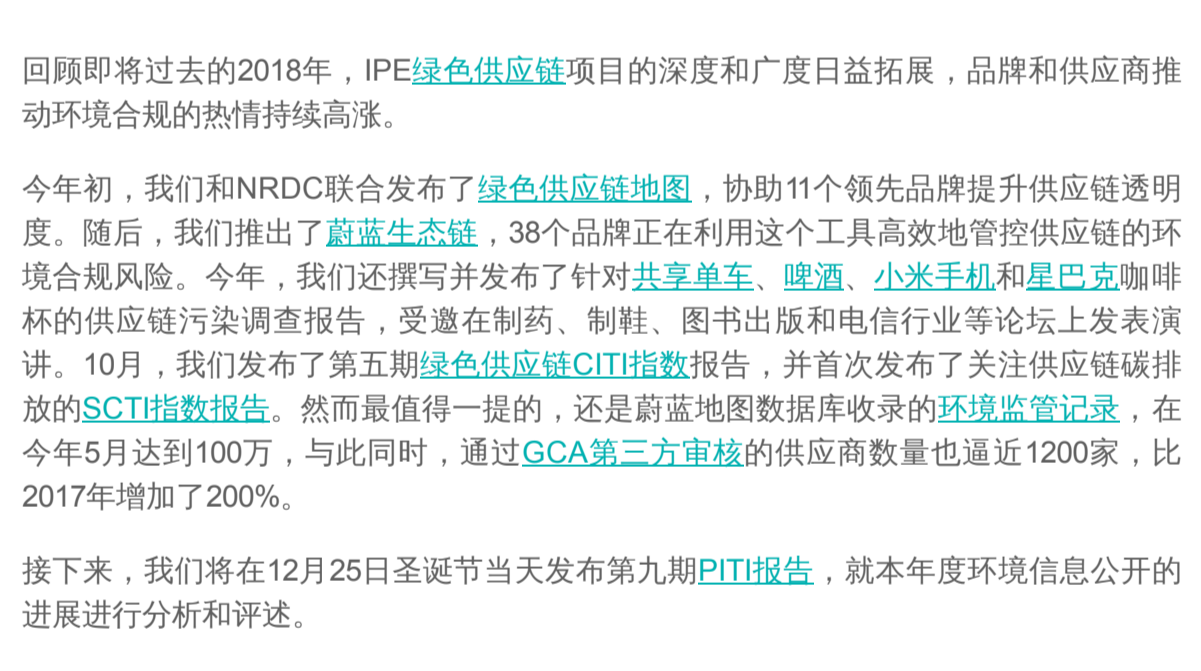 回顾即将过去的2018年，IPE绿色供应链项目的深度和广度日益拓展，品牌和供应商推
动环境合规的热情持续高涨。
今年初，我们和NRDC联合发布了绿色供应链地图，协助11个领先品牌提升供应链透明
度。随后，我们推出了蔚蓝生态链，38个品牌正在利用这个工具高效地管控供应链的环
境合规风险。今年，我们还撰写并发布了针对共享单车、啤酒、小米手机和星巴克咖啡
杯的供应链污染调查报告，受邀在制药、制鞋、图书出版和电信行业等论坛上发表演
讲。10月，我们发布了第五期绿色供应链CITI指数报告，并首次发布了关注供应链碳排
放的SCTI指数报告。然而最值得一提的，还是蔚蓝地图数据库收录的环境监管记录，在
今年5月达到100万，与此同时，通过GCA第三方审核的供应商数量也逼近1200家，比
2017年增加了200%。
接下来，我们将在12月25日圣诞节当天发布第九期PITI报告，就本年度环境信息公开的
进展进行分析和评述。